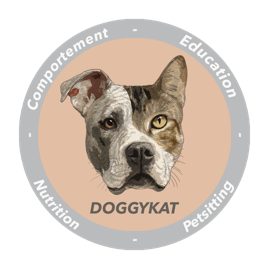 Comportement - Education -
DOGGYKAT
- Nutrition - Petsitting